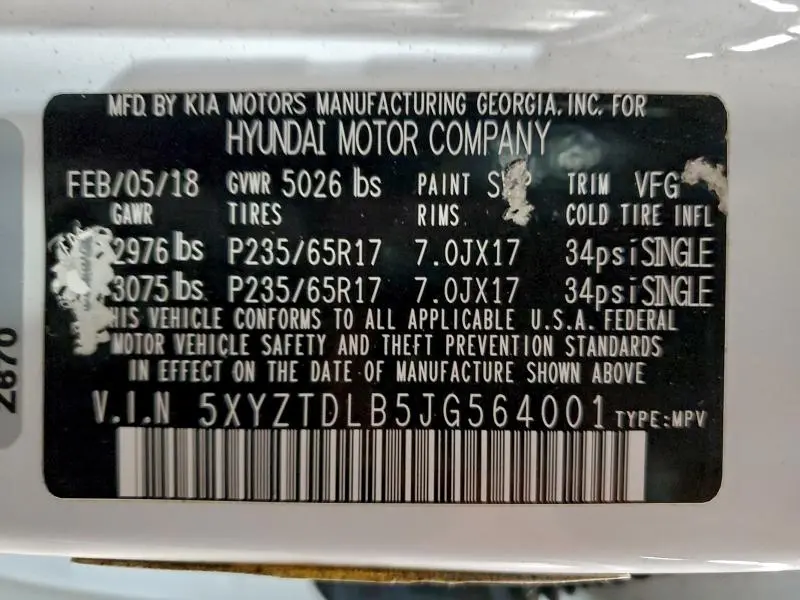 MFD. BY KIA MOTORS MANUFACTURING GEORGIA, INC. FOR
HYUNDAI MOTOR COMPANY
FEB/05/18 GVWR 5026 lbs PAINT TRIM VFG
GAWR TIRES RIMS COLD TIRE INFL
2976 lbs P235/65R17 7.0JX17 34psi SINGLE
3075 lbs P235/65R17 7.0JX17 34psi SINGLE
VEHICLE CONFORMS TO ALL APPLICABLE U.S.A. FEDERAL
MOTOR VEHICLE SAFETY AND THEFT PREVENTION STANDARDS
IN EFFECT ON THE DATE OF MANUFACTURE SHOWN ABOVE
V.I.N 5XYZTDLB5JG564001 TYPE:MPV